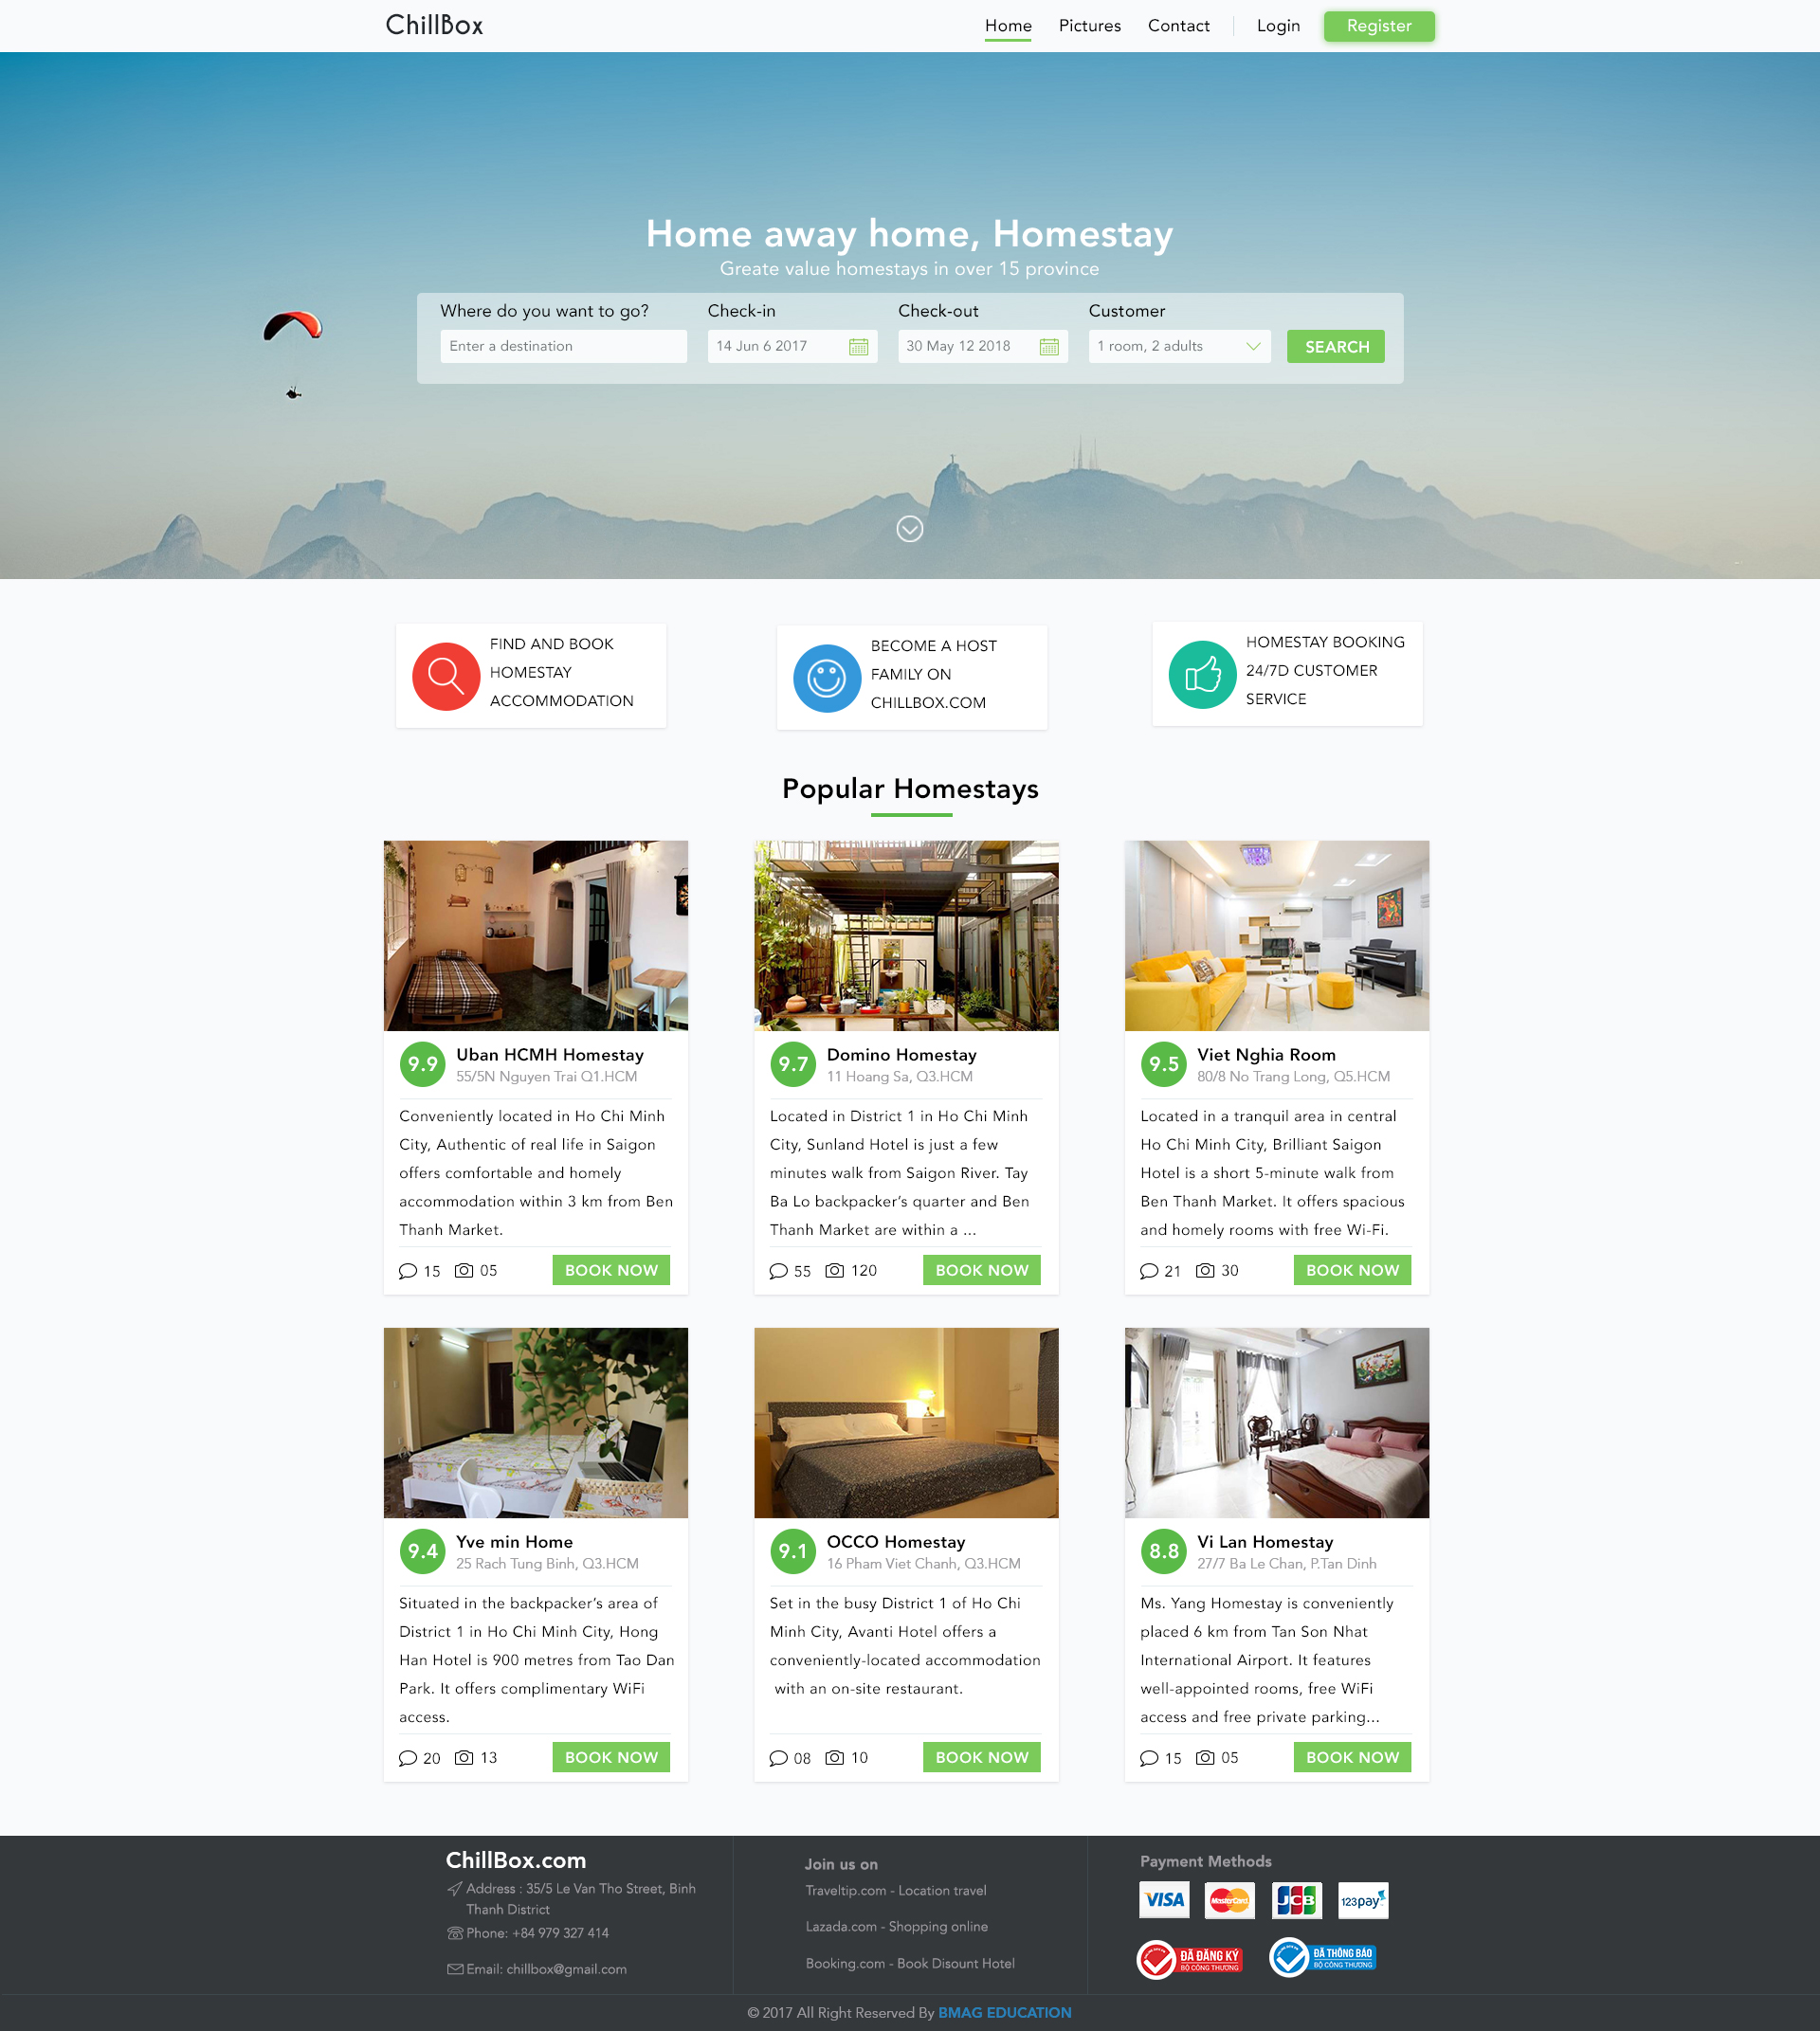 ChillBox
Home Pictures Contact Login Register
Home away home, Homestay
Greate value homestays in over 15 province
Where do you want to go? Check-in Check-out Customer
Enter a destination 14 Jun 6 2017 30 May 12 2018 1 room, 2 adults SEARCH
FIND AND BOOK
HOMESTAY
ACCOMMODATION
BECOME A HOST
FAMILY ON
CHILLBOX.COM
HOMESTAY BOOKING
24/7D CUSTOMER
SERVICE
Popular Homestays
9.9 Uban HCMH Homestay
55/5N Nguyen Trai Q1.HCM
Conveniently located in Ho Chi Minh
City, Authentic of real life in Saigon
offers comfortable and homely
accommodation within 3 km from Ben
Thanh Market.
15 05 BOOK NOW
9.7 Domino Homestay
11 Hoang Sa, Q3.HCM
Located in District 1 in Ho Chi Minh
City, Sunland Hotel is just a few
minutes walk from Saigon River. Tay
Ba Lo backpacker's quarter and Ben
Thanh Market are within a ...
55 120 BOOK NOW
9.5 Viet Nghia Room
80/8 No Trang Long, Q5.HCM
Located in a tranquil area in central
Ho Chi Minh City, Brilliant Saigon
Hotel is a short 5-minute walk from
Ben Thanh Market. It offers spacious
and homely rooms with free Wi-Fi.
21 30 BOOK NOW
9.4 Yve min Home
25 Rach Tung Binh, Q3.HCM
Situated in the backpacker's area of
District 1 in Ho Chi Minh City, Hong
Han Hotel is 900 metres from Tao Dan
Park. It offers complimentary WiFi
access.
20 13 BOOK NOW
9.1 OCCO Homestay
16 Pham Viet Chanh, Q3.HCM
Set in the busy District 1 of Ho Chi
Minh City, Avanti Hotel offers a
conveniently-located accommodation
with an on-site restaurant.
08 10 BOOK NOW
8.8 Vi Lan Homestay
27/7 Ba Le Chan, P.Tan Dinh
Ms. Yang Homestay is conveniently
placed 6 km from Tan Son Nhat
International Airport. It features
well-appointed rooms, free WiFi
access and free private parking...
15 05 BOOK NOW
ChillBox.com
Address : 35/5 Le Van Tho Street, Binh
Thanh District
Phone: +84 979 327 414
Email: chillbox@gmail.com
Join us on
Traveltip.com - Location travel
Lazada.com - Shopping online
Booking.com - Book Disount Hotel
Payment Methods
VISA MasterCard JCB 123pay
ĐÃ ĐĂNG KÝ
BỘ CÔNG THƯƠNG
ĐÃ THÔNG BÁO
BỘ CÔNG THƯƠNG
© 2017 All Right Reserved By BMAG EDUCATION